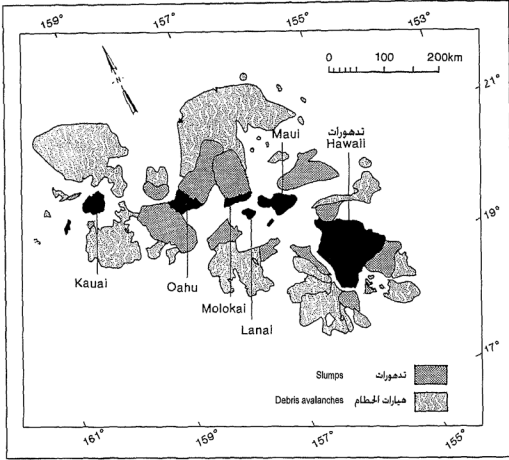 159°
157°
155°
153°
N
0 100 200km
21°
Maui
تدهورات
Hawaii
19°
Kauai
Oahu
Molokai
Lanai
17°
Slumps تدهورات
Debris avalanches هيارات الحطام
161°
159°
157°
155°